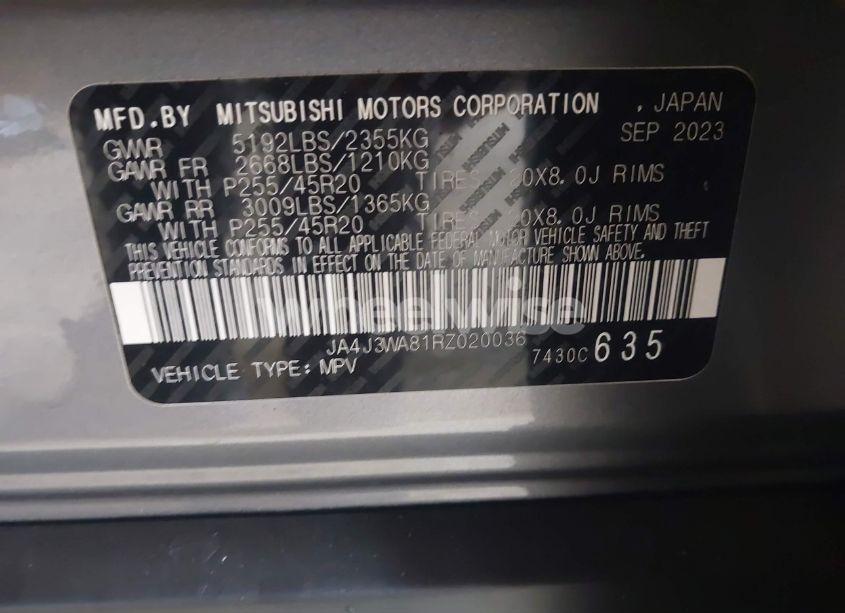 MFD.BY MITSUBISHI MOTORS CORPORATION , JAPAN
GVWR 5192LBS/2355KG SEP 2023
GAWR FR 2668LBS/1210KG
WITH P255/45R20 TIRES 20X8.0J RIMS
GAWR RR 3009LBS/1365KG
WITH P255/45R20 TIRES 20X8.0J RIMS
THIS VEHICLE CONFORMS TO ALL APPLICABLE FEDERAL MOTOR VEHICLE SAFETY AND THEFT
PREVENTION STANDARDS IN EFFECT ON THE DATE OF MANUFACTURE SHOWN ABOVE.
wheelwise
JA4J3WA81RZ020036
7430C 635
VEHICLE TYPE: MPV